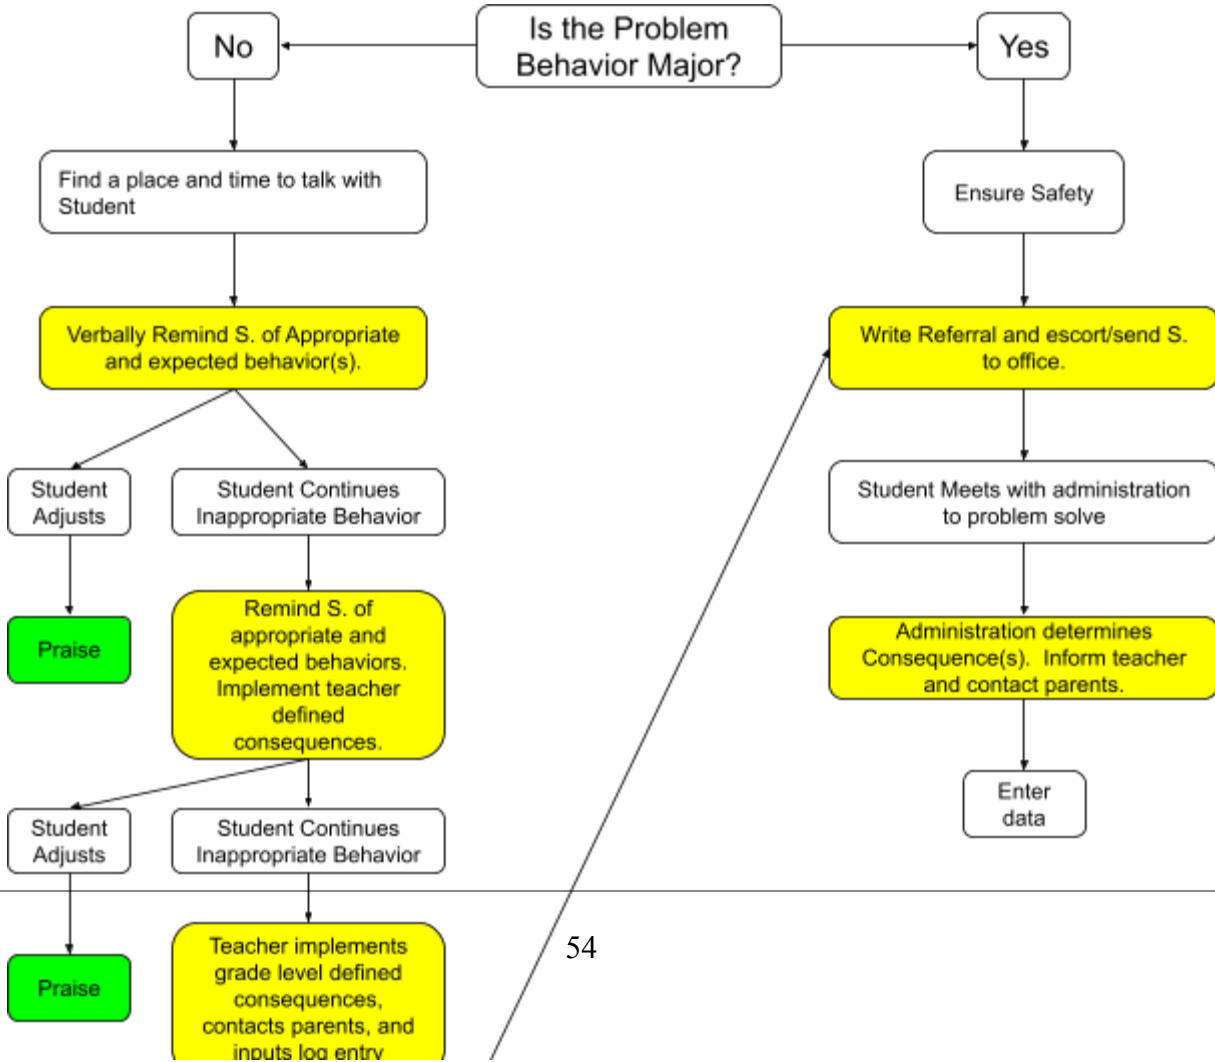 Is the Problem
Behavior Major?
No
Yes
Find a place and time to talk with
Student
Ensure Safety
Verbally Remind S. of Appropriate
and expected behavior(s).
Write Referral and escort/send S.
to office.
Student
Adjusts
Student Continues
Inappropriate Behavior
Student Meets with administration
to problem solve
Praise
Remind S. of
appropriate and
expected behaviors.
Implement teacher
defined
consequences.
Administration determines
Consequence(s).  Inform teacher
and contact parents.
Student
Adjusts
Student Continues
Inappropriate Behavior
Enter
data
Praise
Teacher implements
grade level defined
consequences,
contacts parents, and
inputs log entry
54